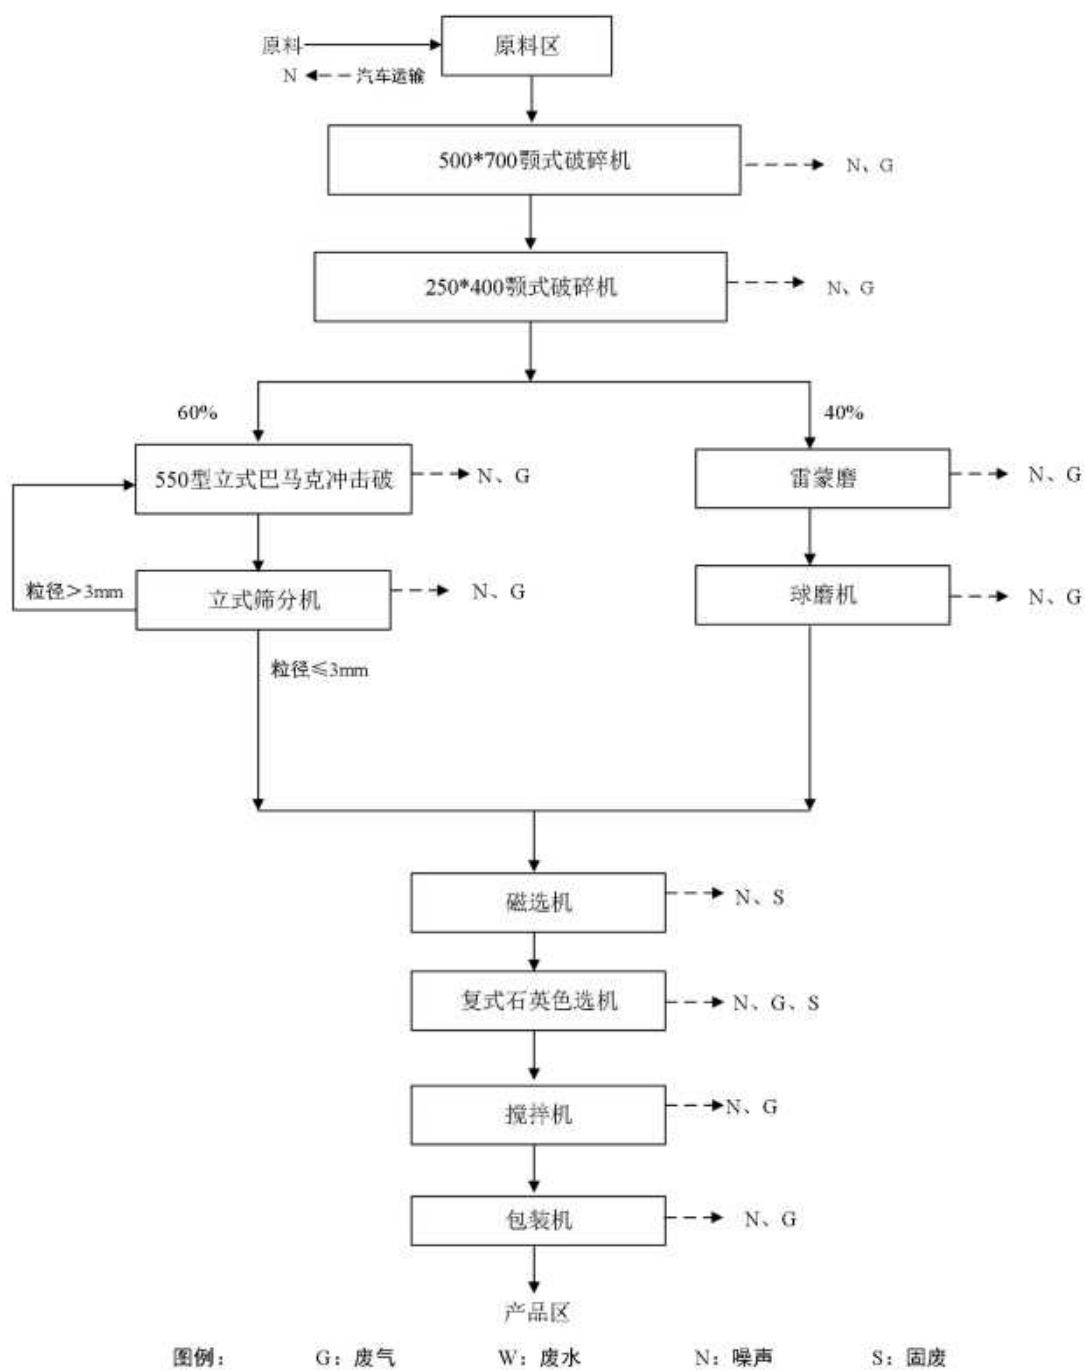 原料
原料区
N
汽车运输
500*700颚式破碎机
N、G
250*400颚式破碎机
N、G
60%
40%
550型立式巴马克冲击破
N、G
雷蒙磨
N、G
粒径＞3mm
立式筛分机
N、G
球磨机
N、G
粒径≤3mm
磁选机
N、S
复式石英色选机
N、G、S
搅拌机
N、G
包装机
N、G
产品区
图例： G：废气 W：废水 N：噪声 S：固废